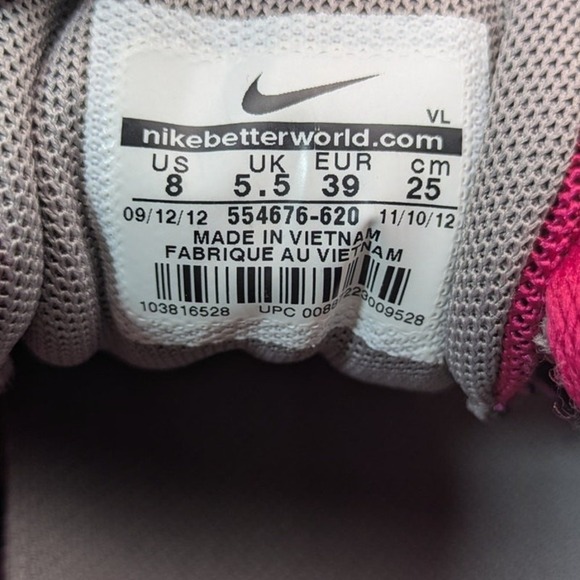 VL
nikebetterworld.com
US UK EUR cm
8 5.5 39 25
09/12/12 554676-620 11/10/12
MADE IN VIETNAM
FABRIQUE AU VIETNAM
103816528 UPC